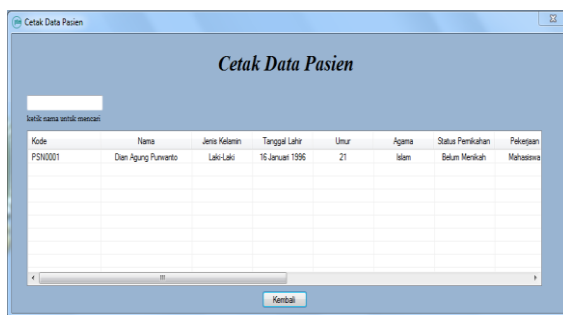 Cetak Data Pasien
Cetak Data Pasien
ketik nama untuk mencari
Kode Nama Jenis Kelamin Tanggal Lahir Umur Agama Status Pernikahan Pekerjaan
PSN0001 Dian Agung Purwanto Laki-Laki 16 Januari 1996 21 Islam Belum Menikah Mahasiswa
Kembali